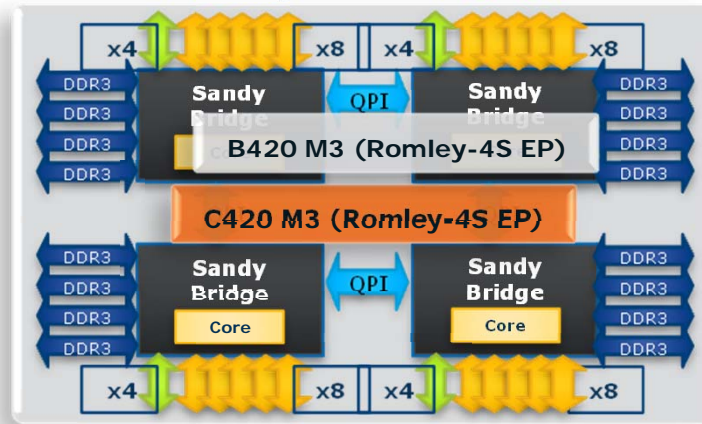 x4 x8 x4 x8
DDR3 Sandy Bridge QPI Sandy Bridge DDR3
DDR3 DDR3
DDR3 B420 M3 (Romley-4S EP) DDR3
DDR3 DDR3
C420 M3 (Romley-4S EP)
DDR3 Sandy Bridge QPI Sandy Bridge DDR3
DDR3 DDR3
DDR3 Core Core DDR3
DDR3 DDR3
x4 x8 x4 x8